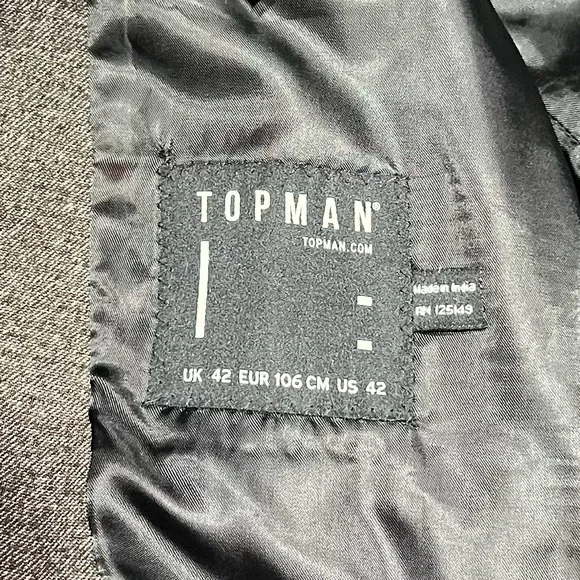 TOPMAN®
TOPMAN.COM
UK 42 EUR 106 CM US 42
Made in India
RN 125149